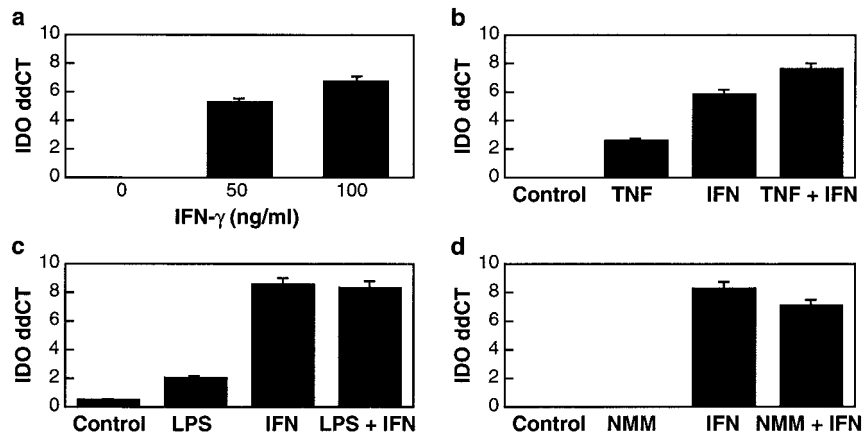 a
IDO ddCT
10
8
6
4
2
0
0 50 100
IFN-γ (ng/ml)
b
IDO ddCT
10
8
6
4
2
0
Control TNF IFN TNF + IFN
c
IDO ddCT
10
8
6
4
2
0
Control LPS IFN LPS + IFN
d
IDO ddCT
10
8
6
4
2
0
Control NMM IFN NMM + IFN